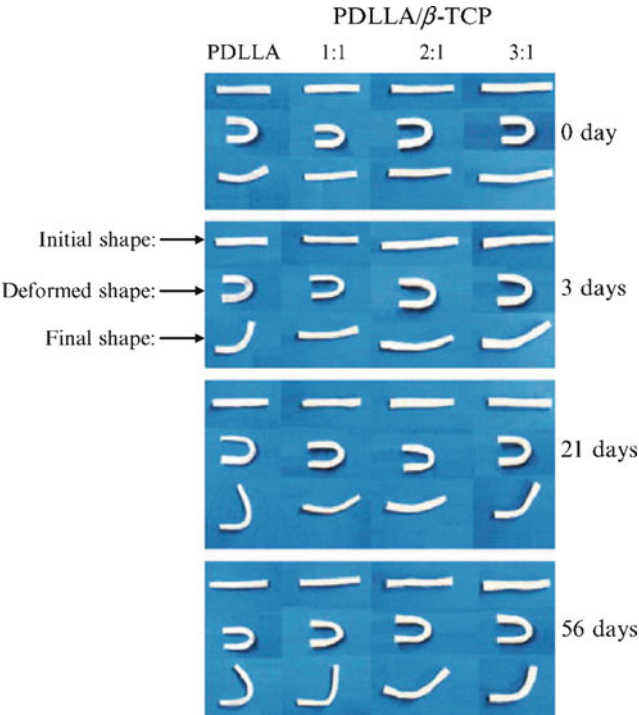 PDLLA/β-TCP
PDLLA 1:1 2:1 3:1
0 day
Initial shape:
Deformed shape:
3 days
Final shape:
21 days
56 days